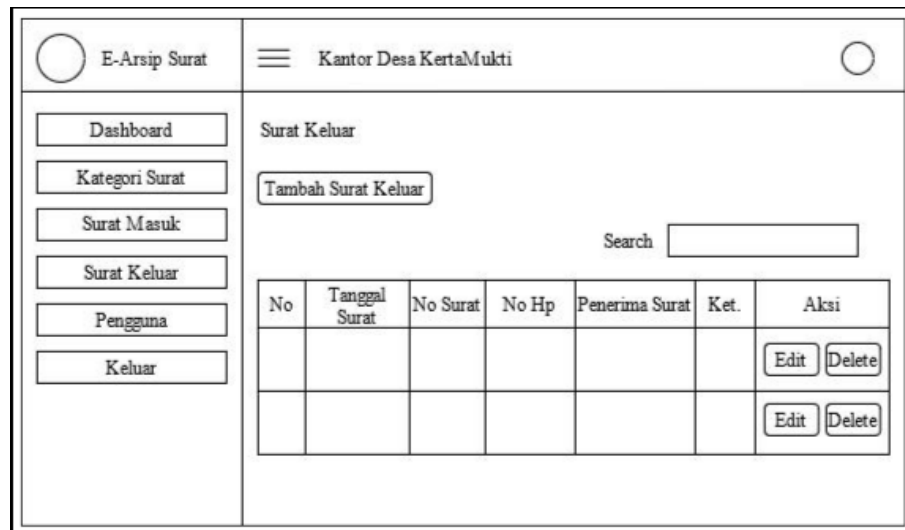 E-Arsip Surat
Kantor Desa KertaMukti
Dashboard
Kategori Surat
Surat Masuk
Surat Keluar
Pengguna
Keluar
Surat Keluar
Tambah Surat Keluar
Search
No
Tanggal
Surat
No Surat
No Hp
Penerima Surat
Ket.
Aksi
Edit
Delete
Edit
Delete